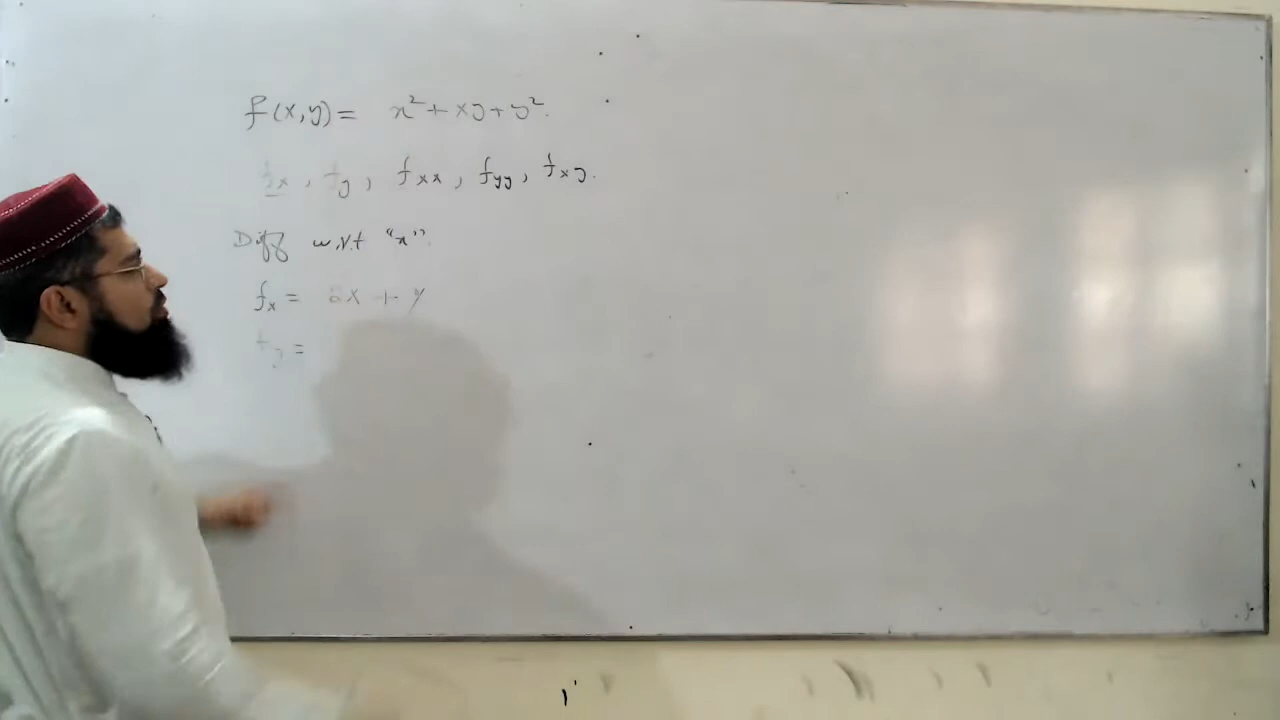 f(x,y) = x² + xy + y².
fx, fy, fxx, fyy, fxy.
Diff w.r.t "x".
fx = 2x + y
fy =